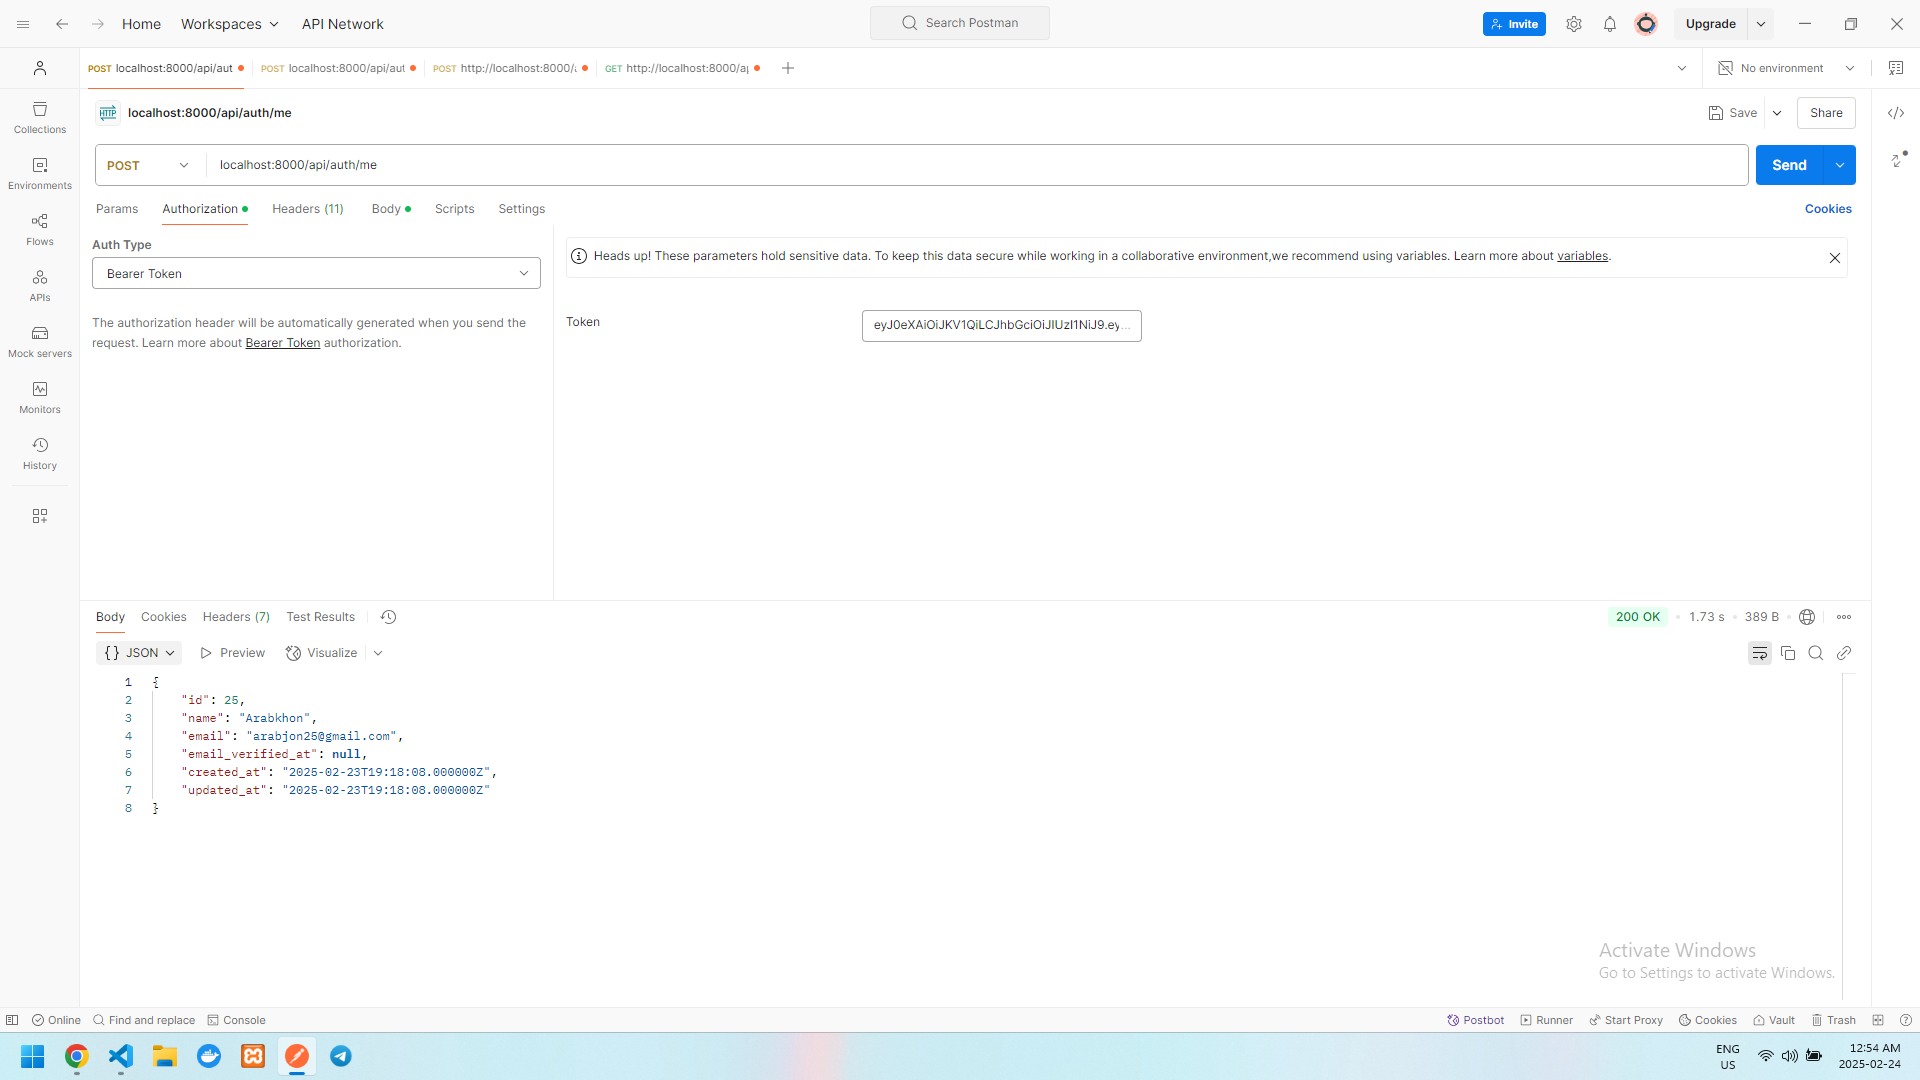 Home Workspaces API Network Search Postman Invite Upgrade
POST localhost:8000/api/aut POST localhost:8000/api/aut POST http://localhost:8000/ GET http://localhost:8000/a No environment
HTTP localhost:8000/api/auth/me Save Share
POST localhost:8000/api/auth/me Send
Params Authorization Headers (11) Body Scripts Settings Cookies
Collections
Environments
Flows
APIs
Mock servers
Monitors
History
Auth Type
Bearer Token
The authorization header will be automatically generated when you send the
request. Learn more about Bearer Token authorization.
Heads up! These parameters hold sensitive data. To keep this data secure while working in a collaborative environment,we recommend using variables. Learn more about variables.
Token eyJ0eXAiOiJKV1QiLCJhbGciOiJIUzI1NiJ9.ey...
Body Cookies Headers (7) Test Results 200 OK 1.73 s 389 B
{} JSON Preview Visualize
1 {
2 "id": 25,
3 "name": "Arabkhon",
4 "email": "arabjon25@gmail.com",
5 "email_verified_at": null,
6 "created_at": "2025-02-23T19:18:08.000000Z",
7 "updated_at": "2025-02-23T19:18:08.000000Z"
8 }
Activate Windows
Go to Settings to activate Windows.
Online Find and replace Console Postbot Runner Start Proxy Cookies Vault Trash
ENG
US
12:54 AM
2025-02-24